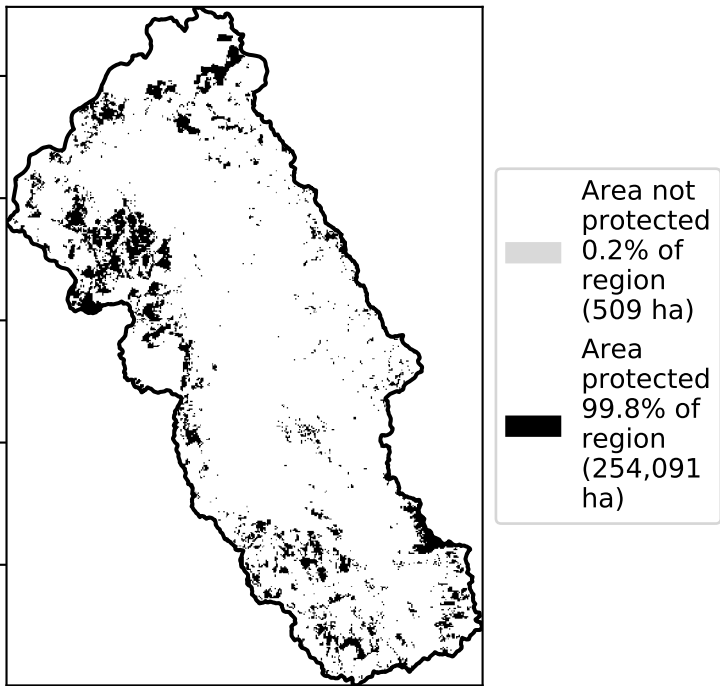 Area not
protected
0.2% of
region
(509 ha)
Area
protected
99.8% of
region
(254,091
ha)